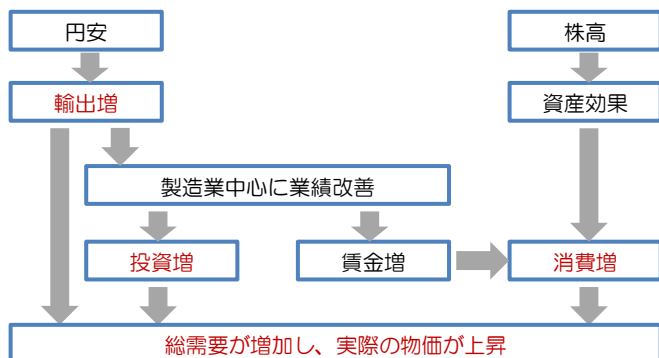 円安
株高
輸出増
資産効果
製造業中心に業績改善
投資増
賃金増
消費増
総需要が増加し、実際の物価が上昇